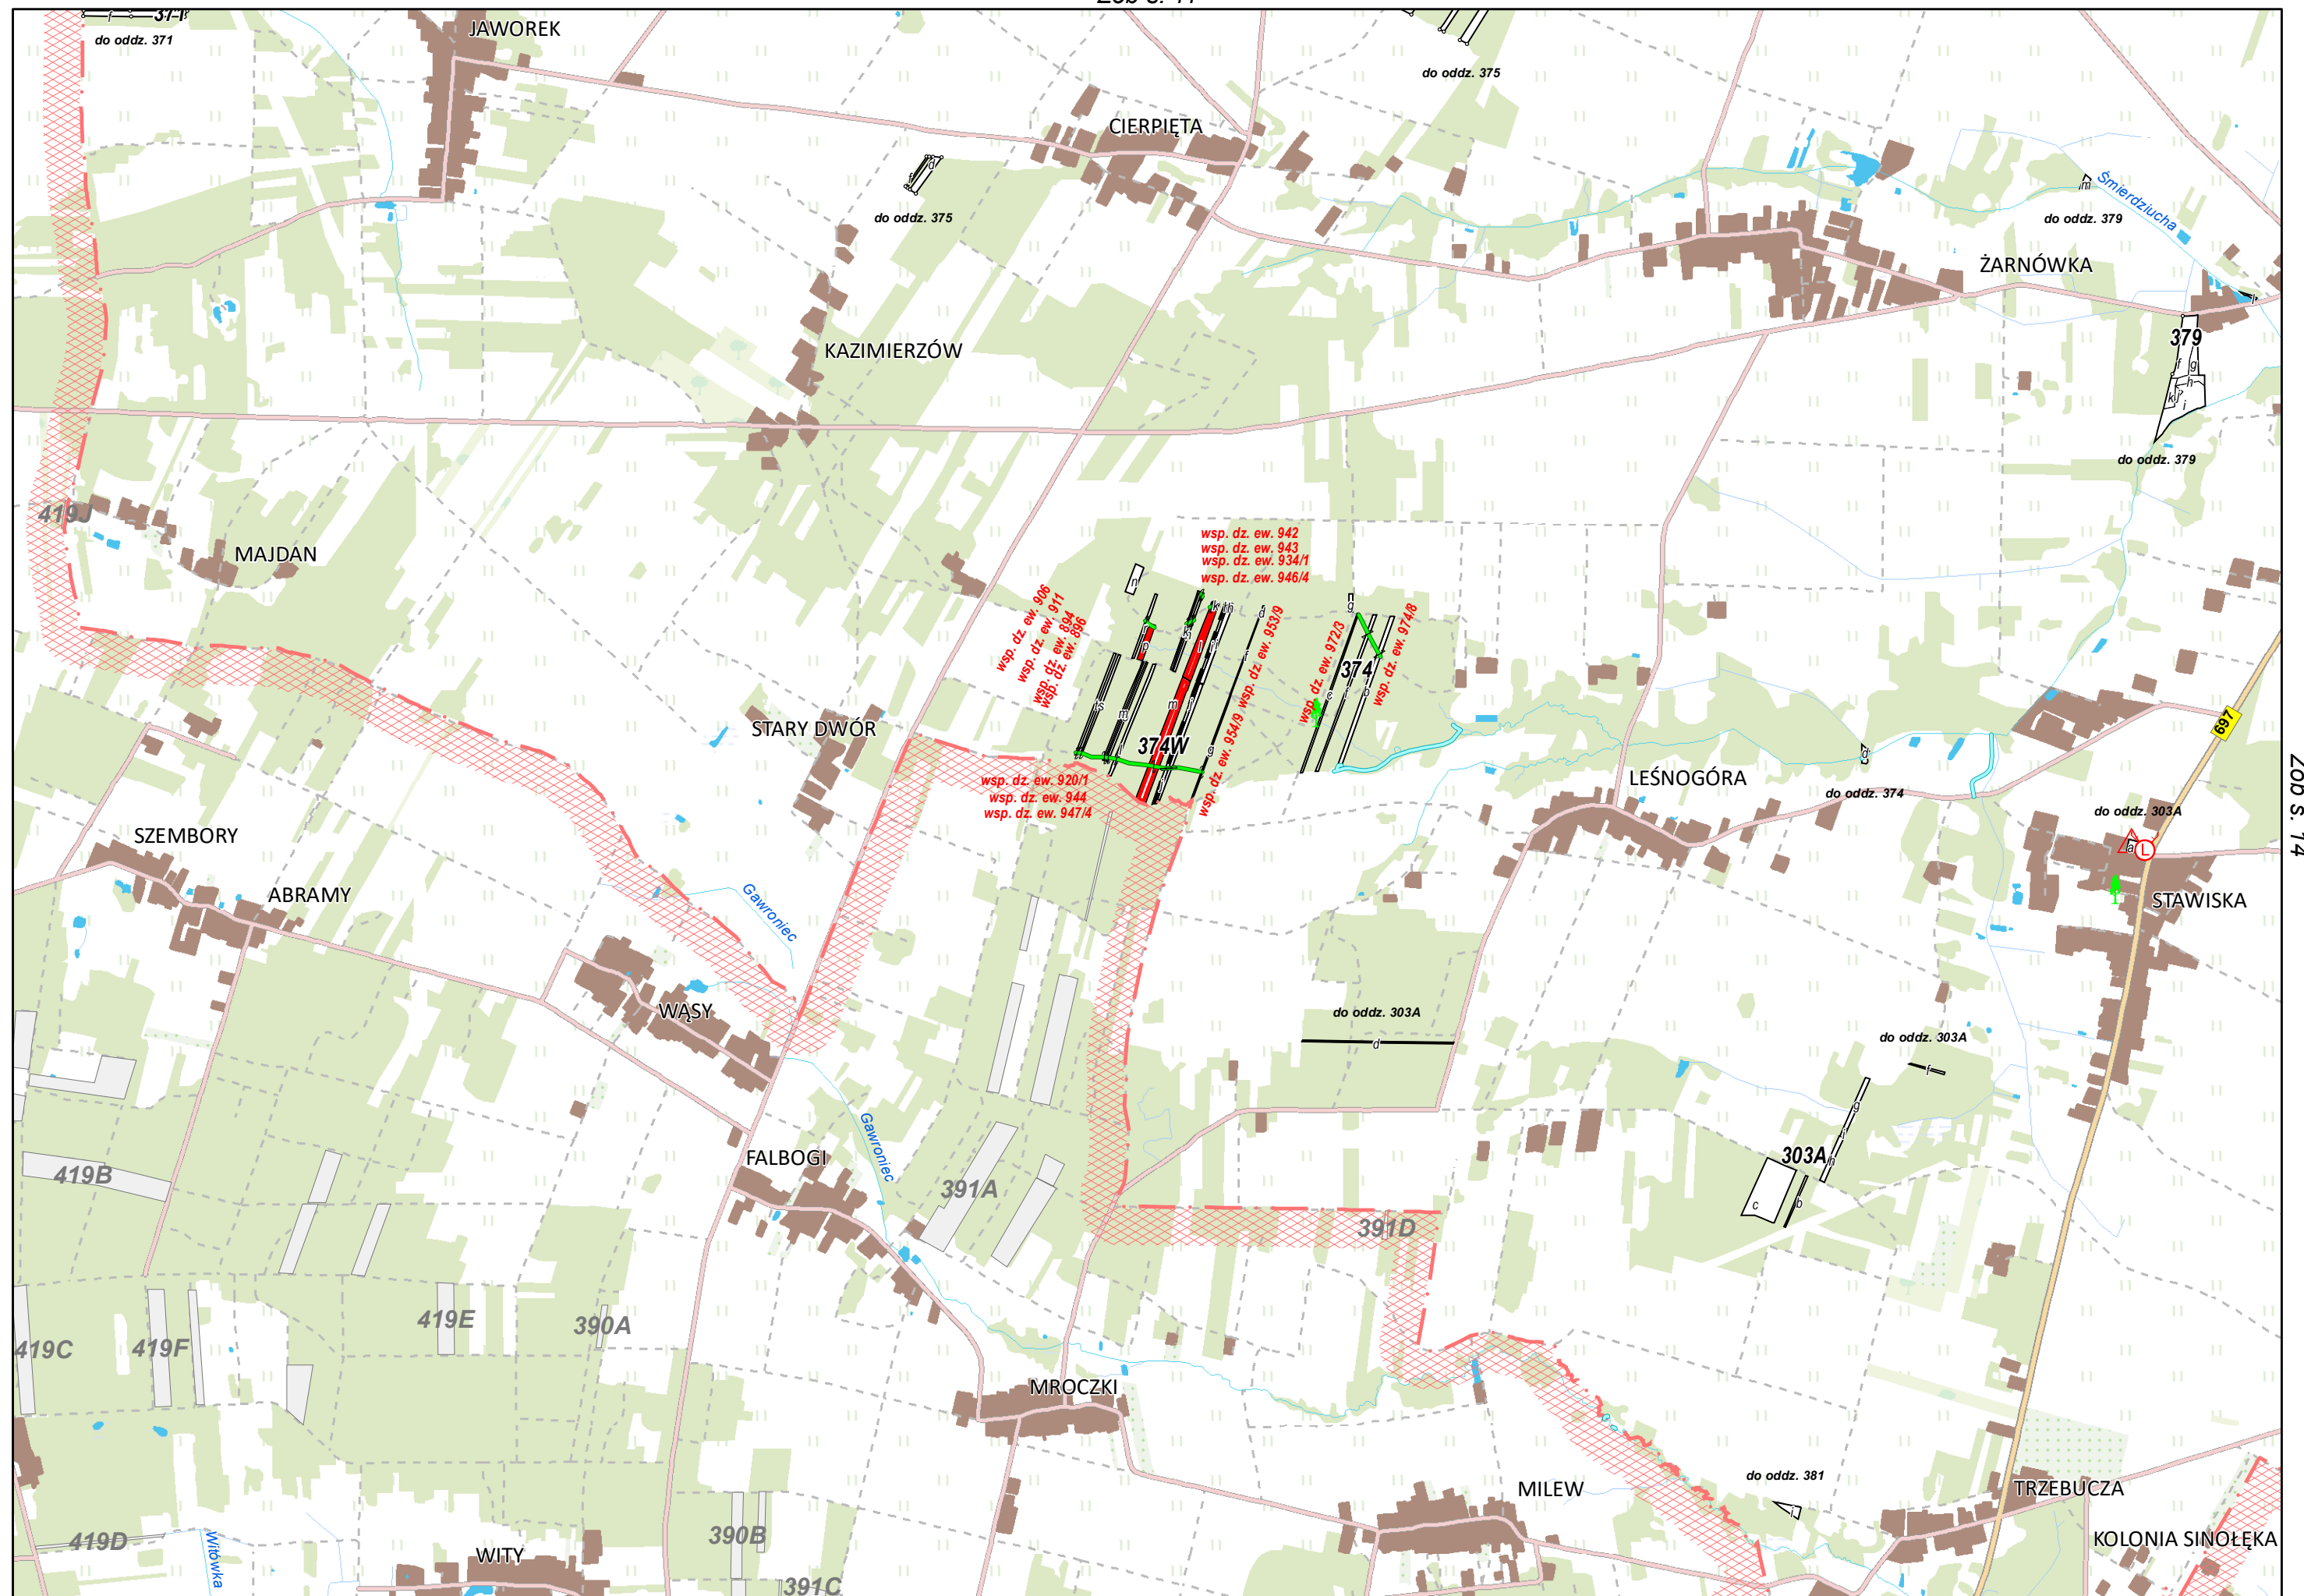 371
do oddz. 371
JAWOREK
do oddz. 375
CIERPIĘTA
do oddz. 375
Śmierdziucha
do oddz. 379
ŻARNÓWKA
KAZIMIERZÓW
379
do oddz. 379
419J
MAJDAN
wsp. dz. ew. 942
wsp. dz. ew. 943
wsp. dz. ew. 934/1
wsp. dz. ew. 946/4
wsp. dz. ew. 906
wsp. dz. ew. 911
wsp. dz. ew. 894
wsp. dz. ew. 896
wsp. dz. ew. 953/9
wsp. dz. ew. 954/9
wsp. dz. ew. 972/3
374
wsp. dz. ew. 974/8
374W
STARY DWÓR
wsp. dz. ew. 920/1
wsp. dz. ew. 944
wsp. dz. ew. 947/4
697
LEŚNOGÓRA
do oddz. 374
Zob s. 14
do oddz. 303A
L
STAWISKA
SZEMBORY
ABRAMY
Gawroniec
WĄSY
do oddz. 303A
d
do oddz. 303A
f
Gawroniec
FALBOGI
303A
c
b
g
419B
391A
391D
419E
390A
419C
419F
MROCZKI
MILEW
do oddz. 381
TRZEBUCZA
KOLONIA SINOŁĘKA
419D
Witówka
WITY
390B
391C